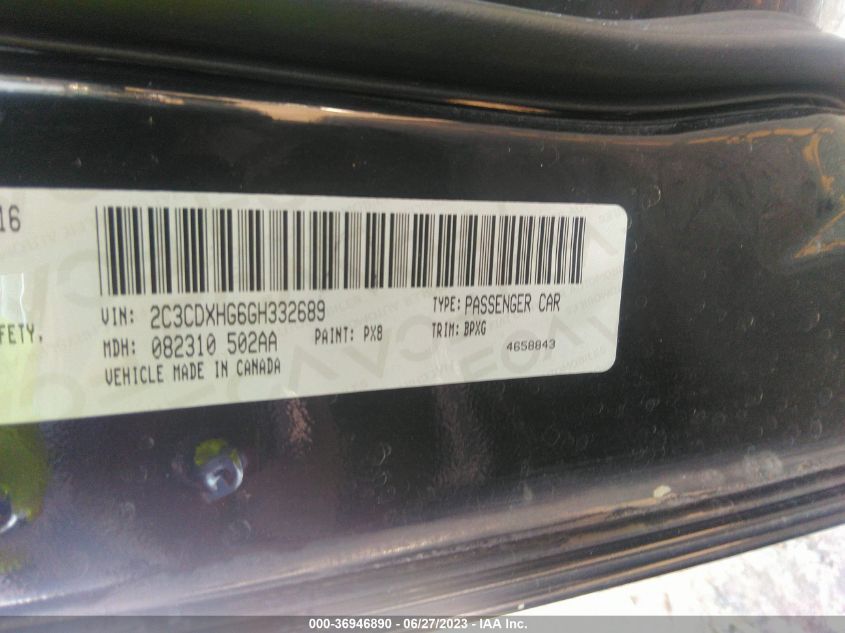 16
FETY.
VIN: 2C3CDXHG6GH332689
TYPE: PASSENGER CAR
MDH: 082310 502AA
PAINT: PX8
TRIM: BPXG
VEHICLE MADE IN CANADA
4658843
000-36946890 - 06/27/2023 - IAA Inc.